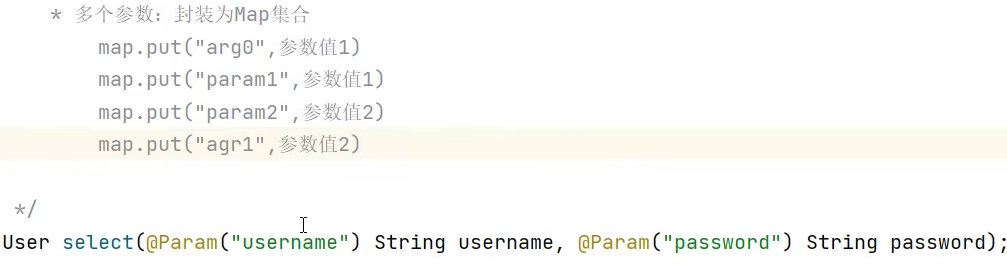 * 多个参数：封装为Map集合
map.put("arg0",参数值1)
map.put("param1",参数值1)
map.put("param2",参数值2)
map.put("agr1",参数值2)
*/
User select(@Param("username") String username, @Param("password") String password);